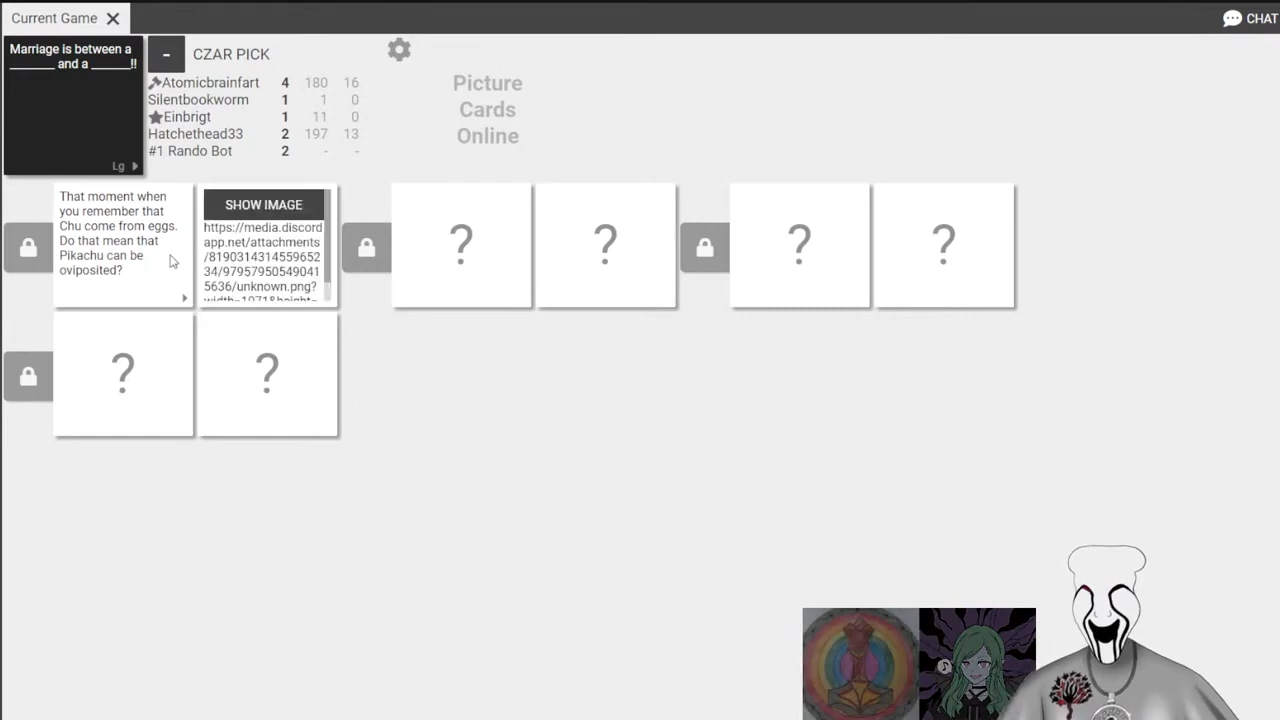 Current Game
CHAT
Marriage is between a
_______ and a ______!!
Lg
-
CZAR PICK
Atomicbrainfart 4 180 16
Silentbookworm 1 1 0
Einbrigt 1 11 0
Hatchethead33 2 197 13
#1 Rando Bot 2 - -
Picture
Cards
Online
That moment when
you remember that
Chu come from eggs.
Do that mean that
Pikachu can be
oviposited?
SHOW IMAGE
https://media.discord
app.net/attachments
/8190314314559652
34/97957950549041
5636/unknown.png?
width=1071&height=
?
?
?
?
?
?